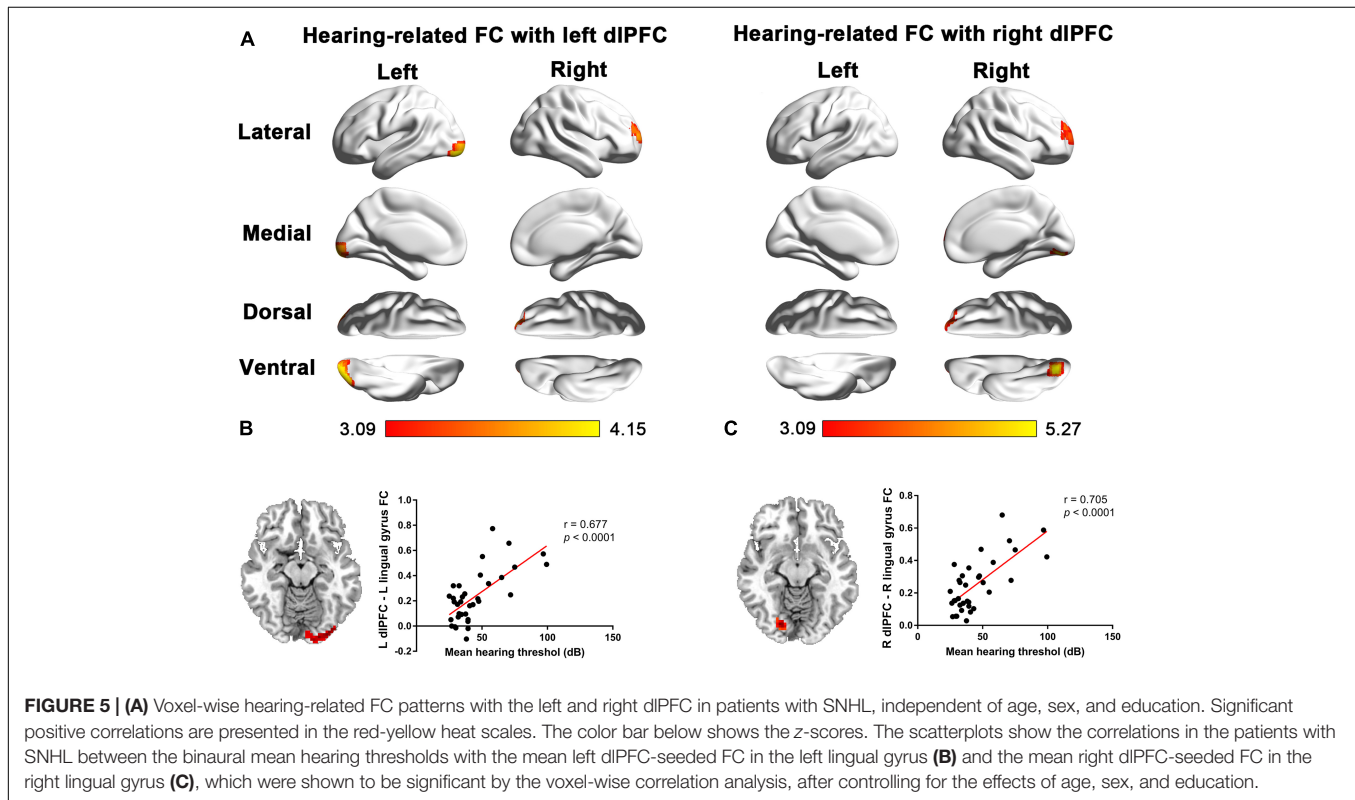 A
Hearing-related FC with left dlPFC
Hearing-related FC with right dlPFC
Left
Right
Left
Right
Lateral
Medial
Dorsal
Ventral
B
3.09
4.15
C
3.09
5.27
L dlPFC - L lingual gyrus FC
1.0
0.8
0.6
0.4
0.2
0.0
-0.2
r = 0.677
p < 0.0001
50
100
150
Mean hearing threshol (dB)
R dlPFC - R lingual gyrus FC
0.8
0.6
0.4
0.2
0.0
r = 0.705
p < 0.0001
0
50
100
150
Mean hearing threshol (dB)
FIGURE 5 | (A) Voxel-wise hearing-related FC patterns with the left and right dlPFC in patients with SNHL, independent of age, sex, and education. Significant
positive correlations are presented in the red-yellow heat scales. The color bar below shows the z-scores. The scatterplots show the correlations in the patients with
SNHL between the binaural mean hearing thresholds with the mean left dlPFC-seeded FC in the left lingual gyrus (B) and the mean right dlPFC-seeded FC in the
right lingual gyrus (C), which were shown to be significant by the voxel-wise correlation analysis, after controlling for the effects of age, sex, and education.